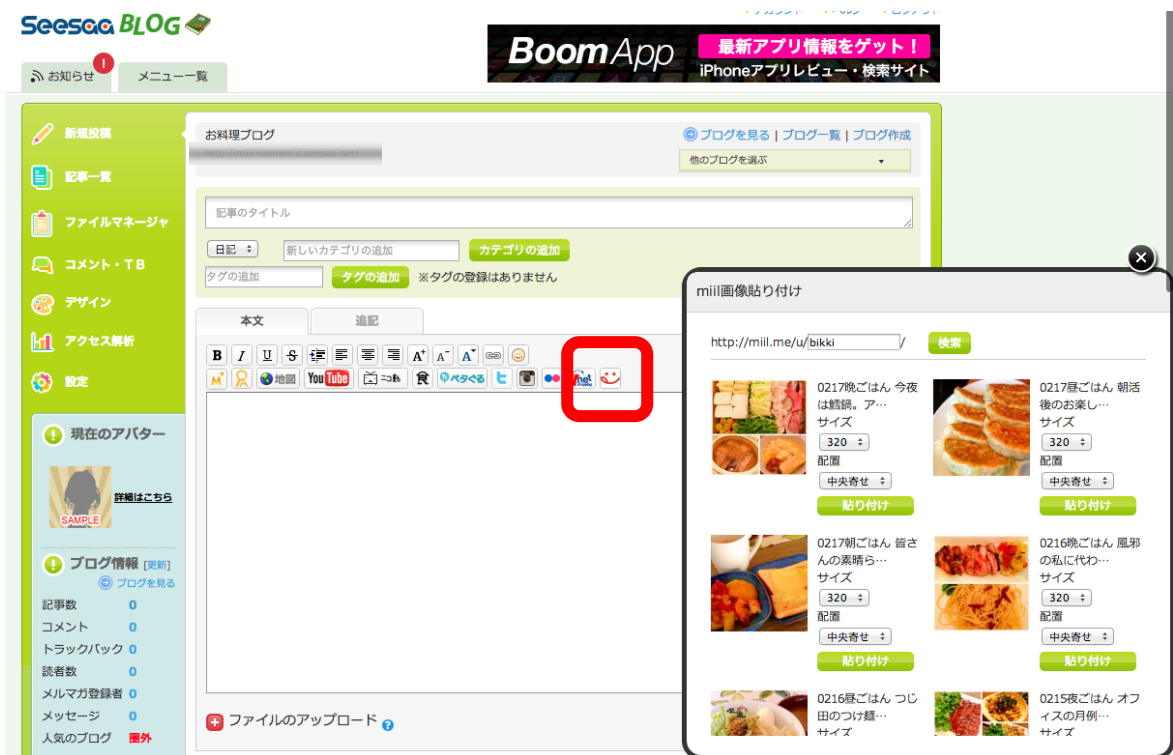 Seesaa BLOG
BoomApp
最新アプリ情報をゲット！
iPhoneアプリレビュー・検索サイト
お知らせ
!
メニュー一覧
新規投稿
記事一覧
ファイルマネージャ
コメント・TB
デザイン
アクセス解析
設定
お料理ブログ
ブログを見る | ブログ一覧 | ブログ作成
http://miil-sample.s.seesaa.net/
他のブログを選ぶ
記事のタイトル
日記
新しいカテゴリの追加
カテゴリの追加
タグの追加
タグの追加
※タグの登録はありません
本文
追記
B I U S A+ A- A
地図 YouTube ニコ動 食 ペタぐる t
現在のアバター
SAMPLE
詳細はこちら
ブログ情報 [更新]
ブログを見る
記事数 0
コメント 0
トラックバック 0
読者数 0
メルマガ登録者 0
メッセージ 0
人気のブログ 圏外
ファイルのアップロード ?
miil画像貼り付け
http://miil.me/u/bikki/
検索
0217晩ごはん 今夜
は鱈鍋。ア…
サイズ
320
配置
中央寄せ
貼り付け
0217昼ごはん 朝活
後のお楽し…
サイズ
320
配置
中央寄せ
貼り付け
0217朝ごはん 皆さ
んの素晴ら…
サイズ
320
配置
中央寄せ
貼り付け
0216晩ごはん 風邪
の私に代わ…
サイズ
320
配置
中央寄せ
貼り付け
0216昼ごはん つじ
田のつけ麺…
サイズ
0215夜ごはん オフ
ィスの月例…
サイズ